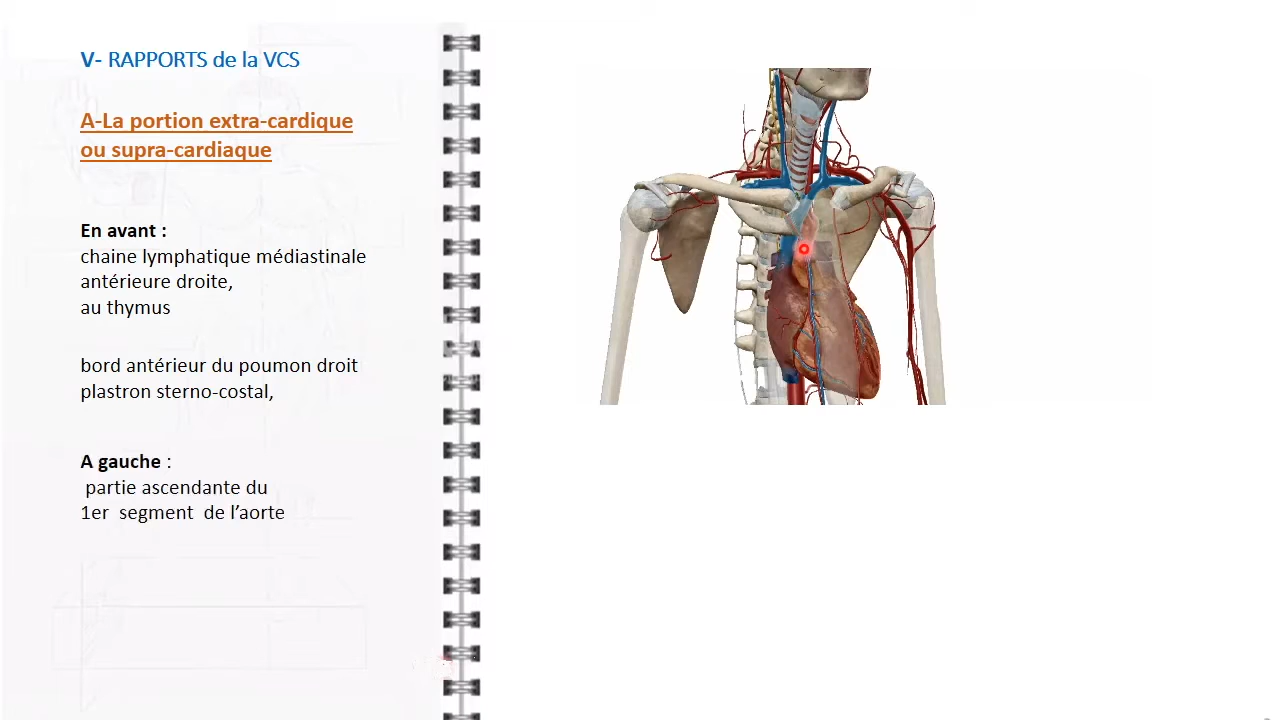 V- RAPPORTS de la VCS
A-La portion extra-cardique
ou supra-cardiaque
En avant :
chaine lymphatique médiastinale
antérieure droite,
au thymus
bord antérieur du poumon droit
plastron sterno-costal,
A gauche :
partie ascendante du
1er segment de l’aorte